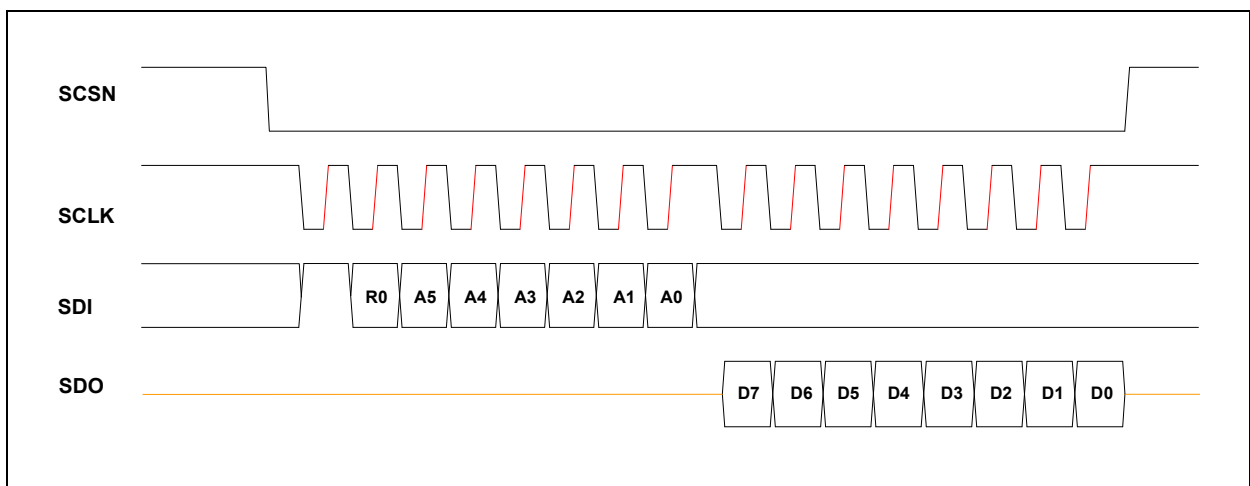 SCSN
SCLK
SDI R0 A5 A4 A3 A2 A1 A0
SDO D7 D6 D5 D4 D3 D2 D1 D0